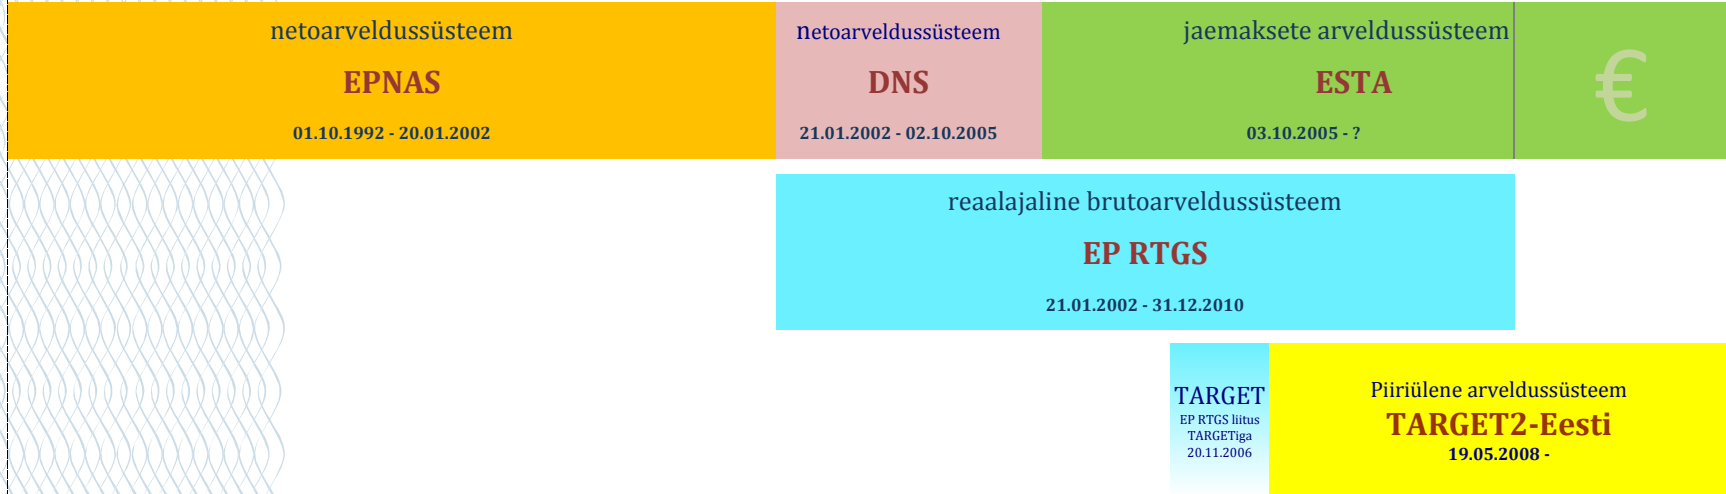 netoarveldussüsteem
EPNAS
01.10.1992 - 20.01.2002
netoarveldussüsteem
DNS
21.01.2002 - 02.10.2005
jaemaksete arveldussüsteem
ESTA
03.10.2005 - ?
€
reaalajaline brutoarveldussüsteem
EP RTGS
21.01.2002 - 31.12.2010
TARGET
EP RTGS liitus
TARGETiga
20.11.2006
Piiriülene arveldussüsteem
TARGET2-Eesti
19.05.2008 -